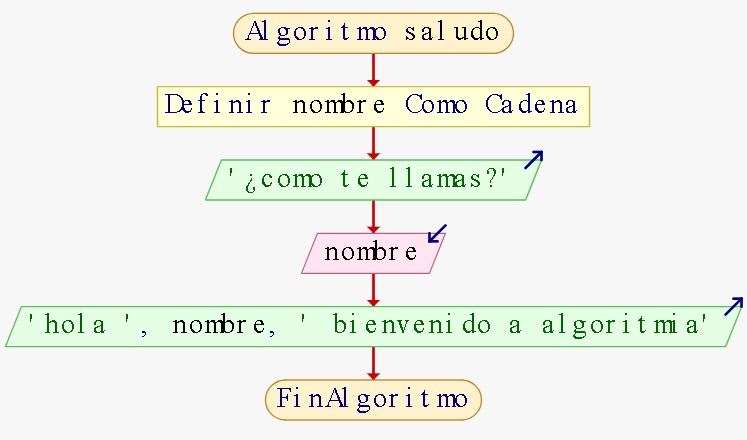 Algoritmo saludo
Definir nombre Como Cadena
'¿como te llamas?'
nombre
'hola ', nombre, ' bienvenido a algoritmia'
FinAlgoritmo